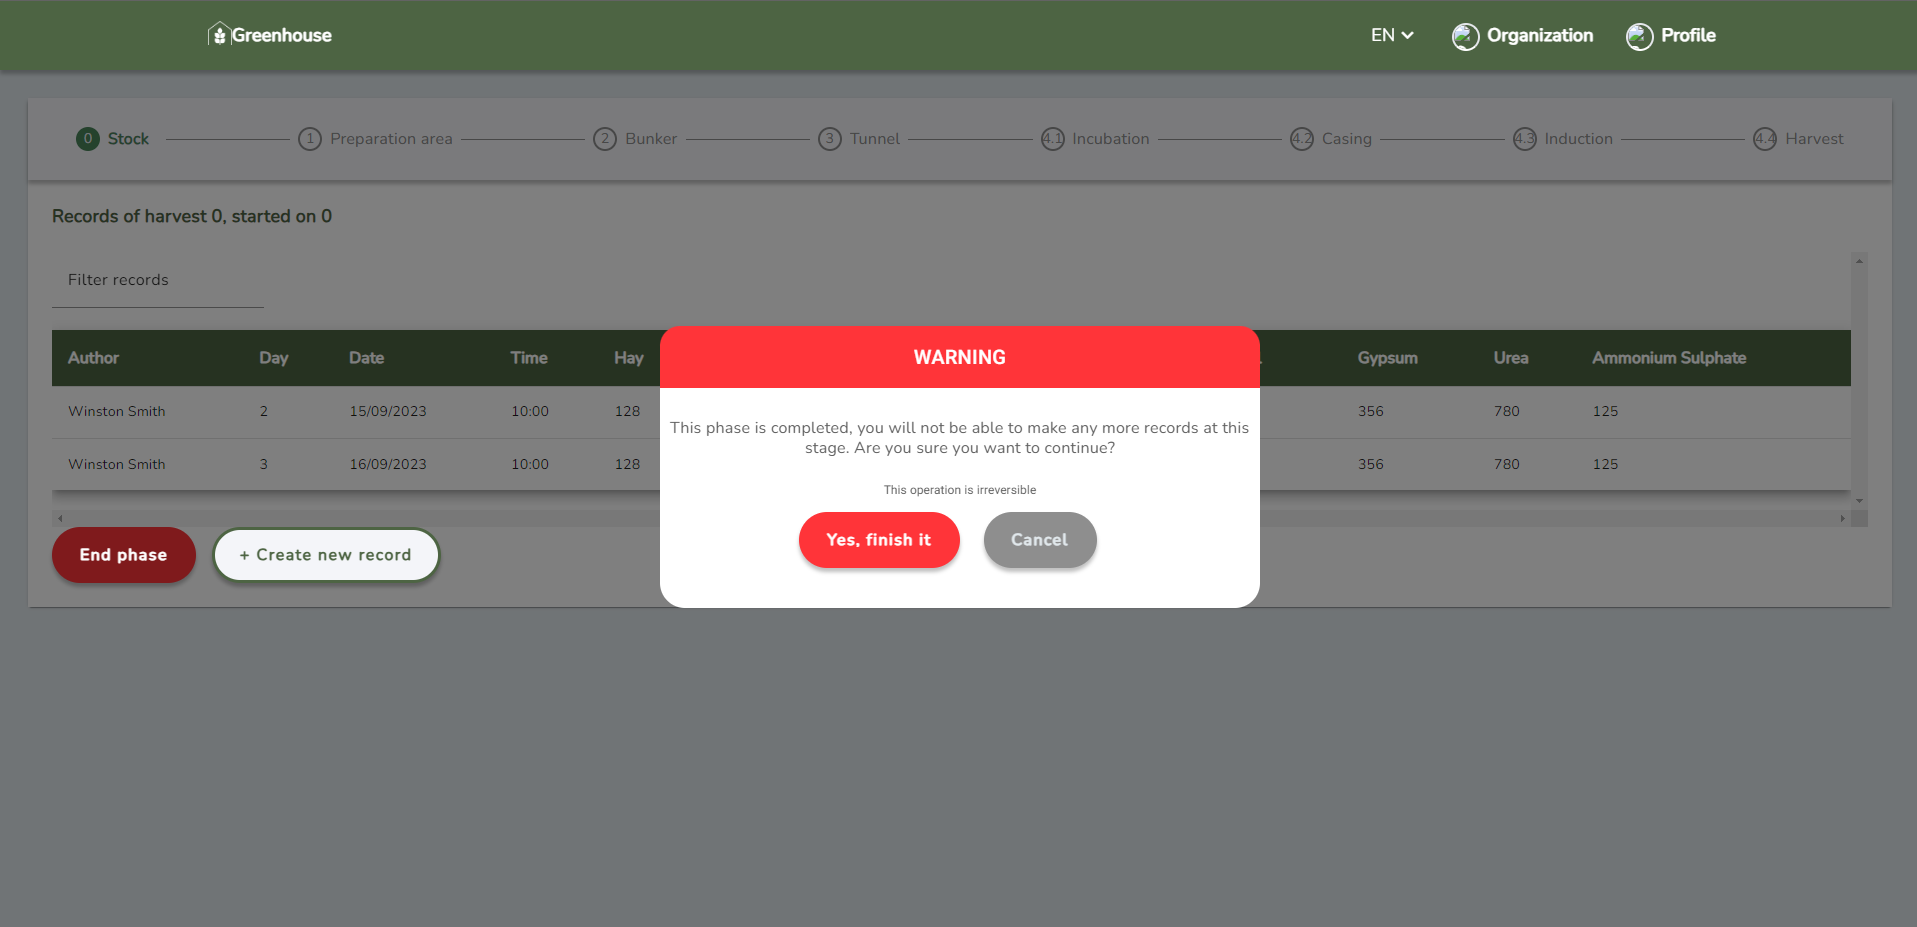 Greenhouse
EN
Organization
Profile
0 Stock
1 Preparation area
2 Bunker
3 Tunnel
4.1 Incubation
4.2 Casing
4.3 Induction
4.4 Harvest
Records of harvest 0, started on 0
Filter records
Author Day Date Time Hay Gypsum Urea Ammonium Sulphate
Winston Smith 2 15/09/2023 10:00 128 356 780 125
Winston Smith 3 16/09/2023 10:00 128 356 780 125
End phase
+ Create new record
WARNING
This phase is completed, you will not be able to make any more records at this
stage. Are you sure you want to continue?
This operation is irreversible
Yes, finish it
Cancel